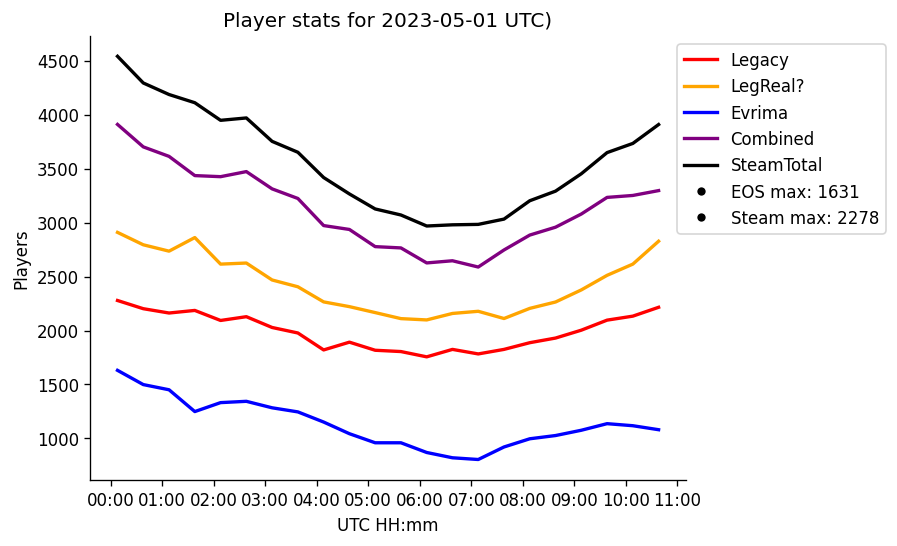 Player stats for 2023-05-01 UTC)
Legacy
LegReal?
Evrima
Combined
SteamTotal
EOS max: 1631
Steam max: 2278
Players
4500
4000
3500
3000
2500
2000
1500
1000
00:00 01:00 02:00 03:00 04:00 05:00 06:00 07:00 08:00 09:00 10:00 11:00
UTC HH:mm